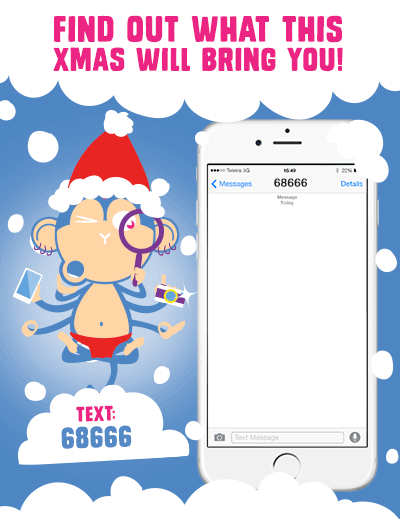 FIND OUT WHAT THIS
XMAS WILL BRING YOU!
Telstra 3G 16:49 22%
Messages 68666 Details
Message
Today
TEXT:
68666
Text Message